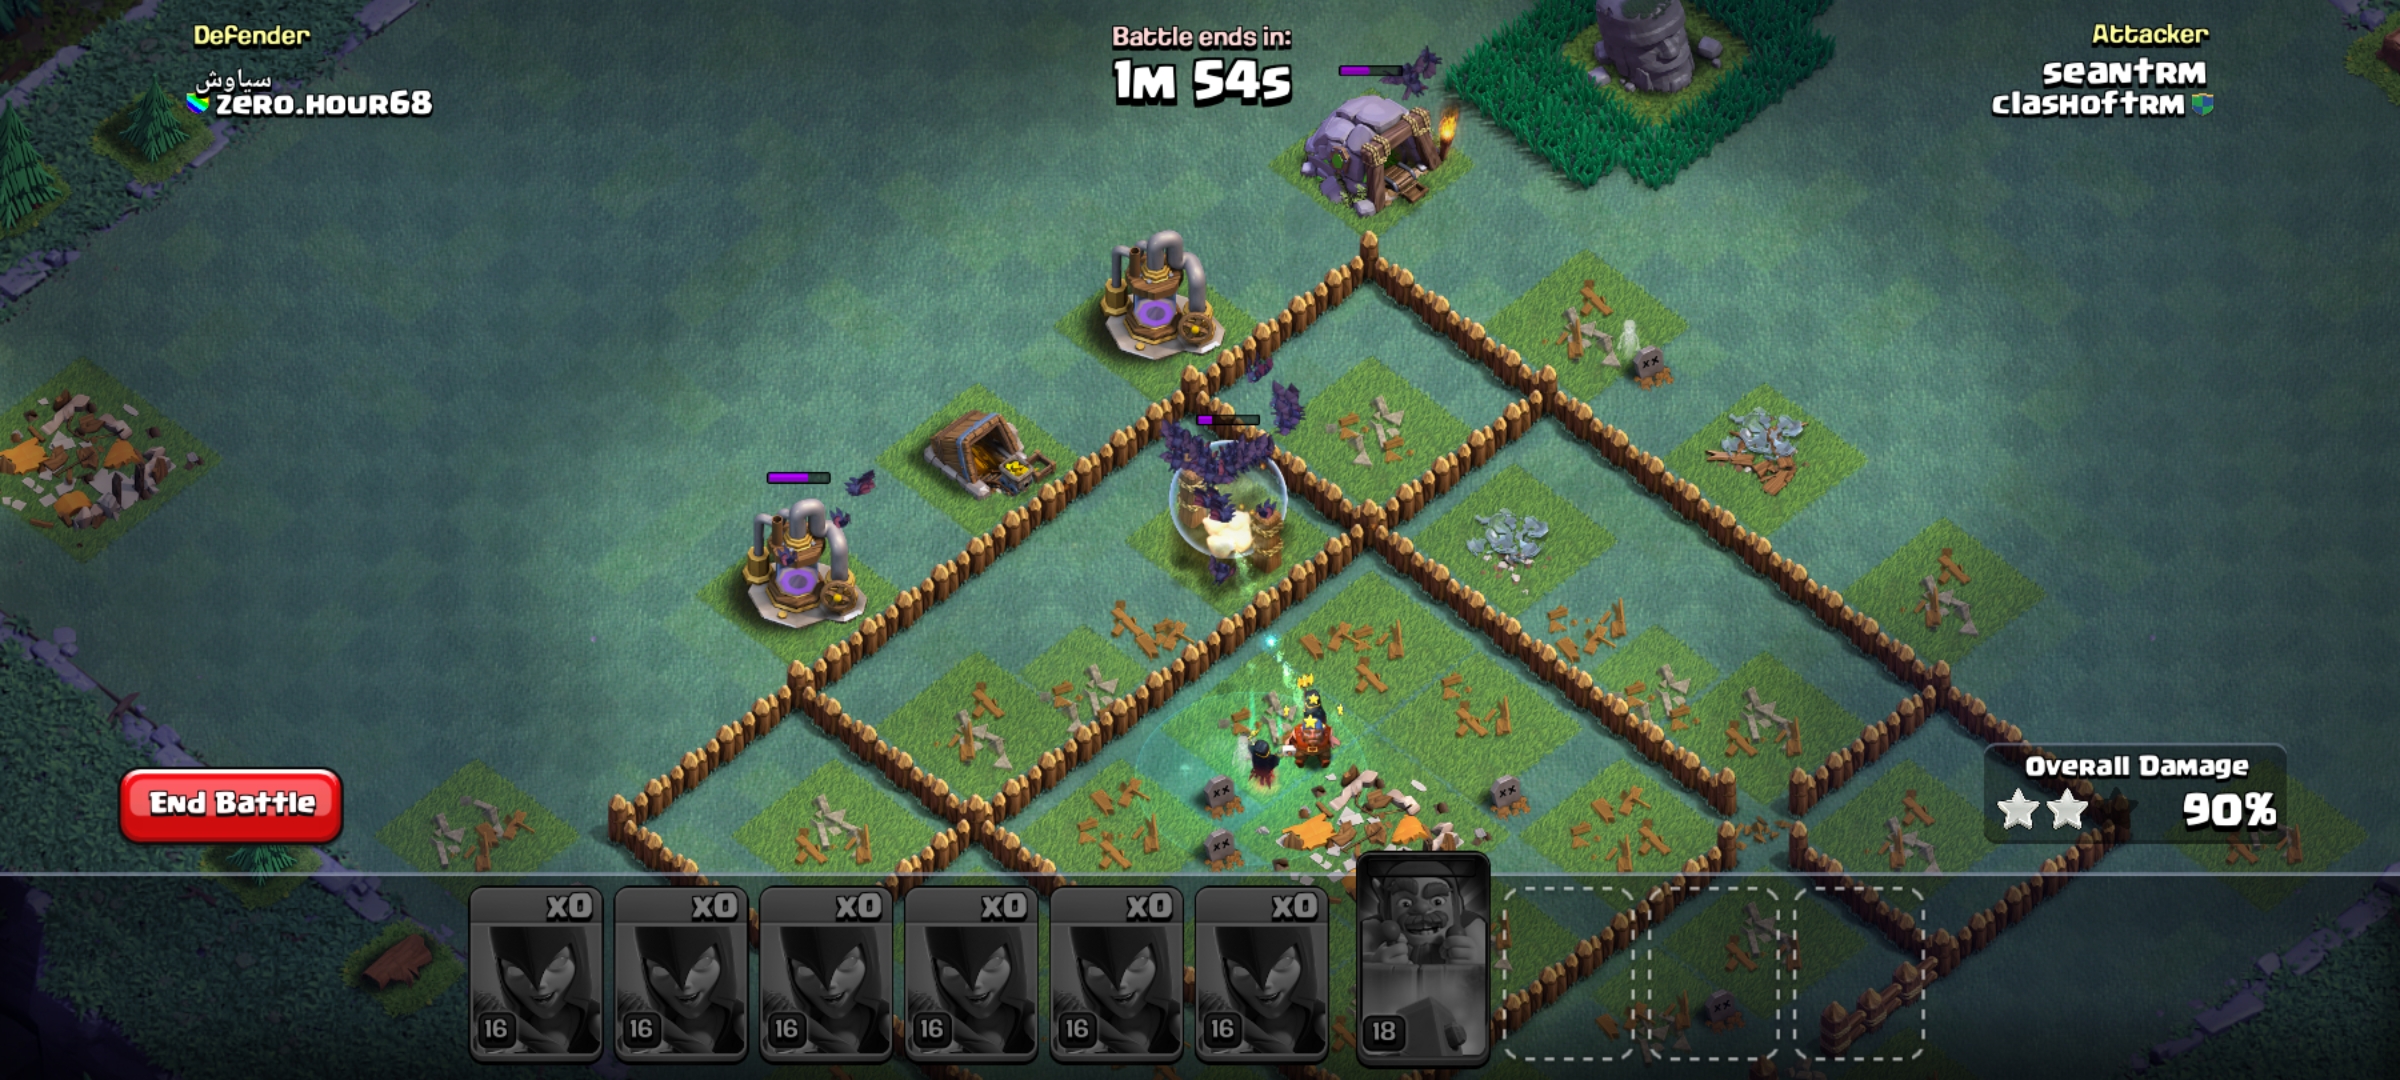 Defender
سیاوش
zero.hour68
Battle ends in:
1M 54s
Attacker
seantRM
clashoftRM
End Battle
Overall Damage
90%
x0
x0
x0
x0
x0
x0
16
16
16
16
16
16
18